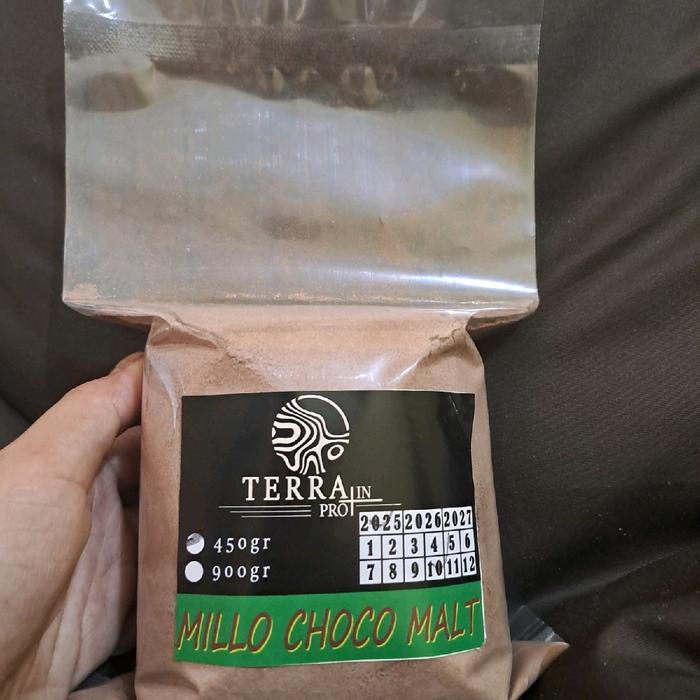 TERRA IN
PRO
2025 2026 2027
450gr
1 2 3 4 5 6
900gr
7 8 9 10 11 12
MILLO CHOCO MALT